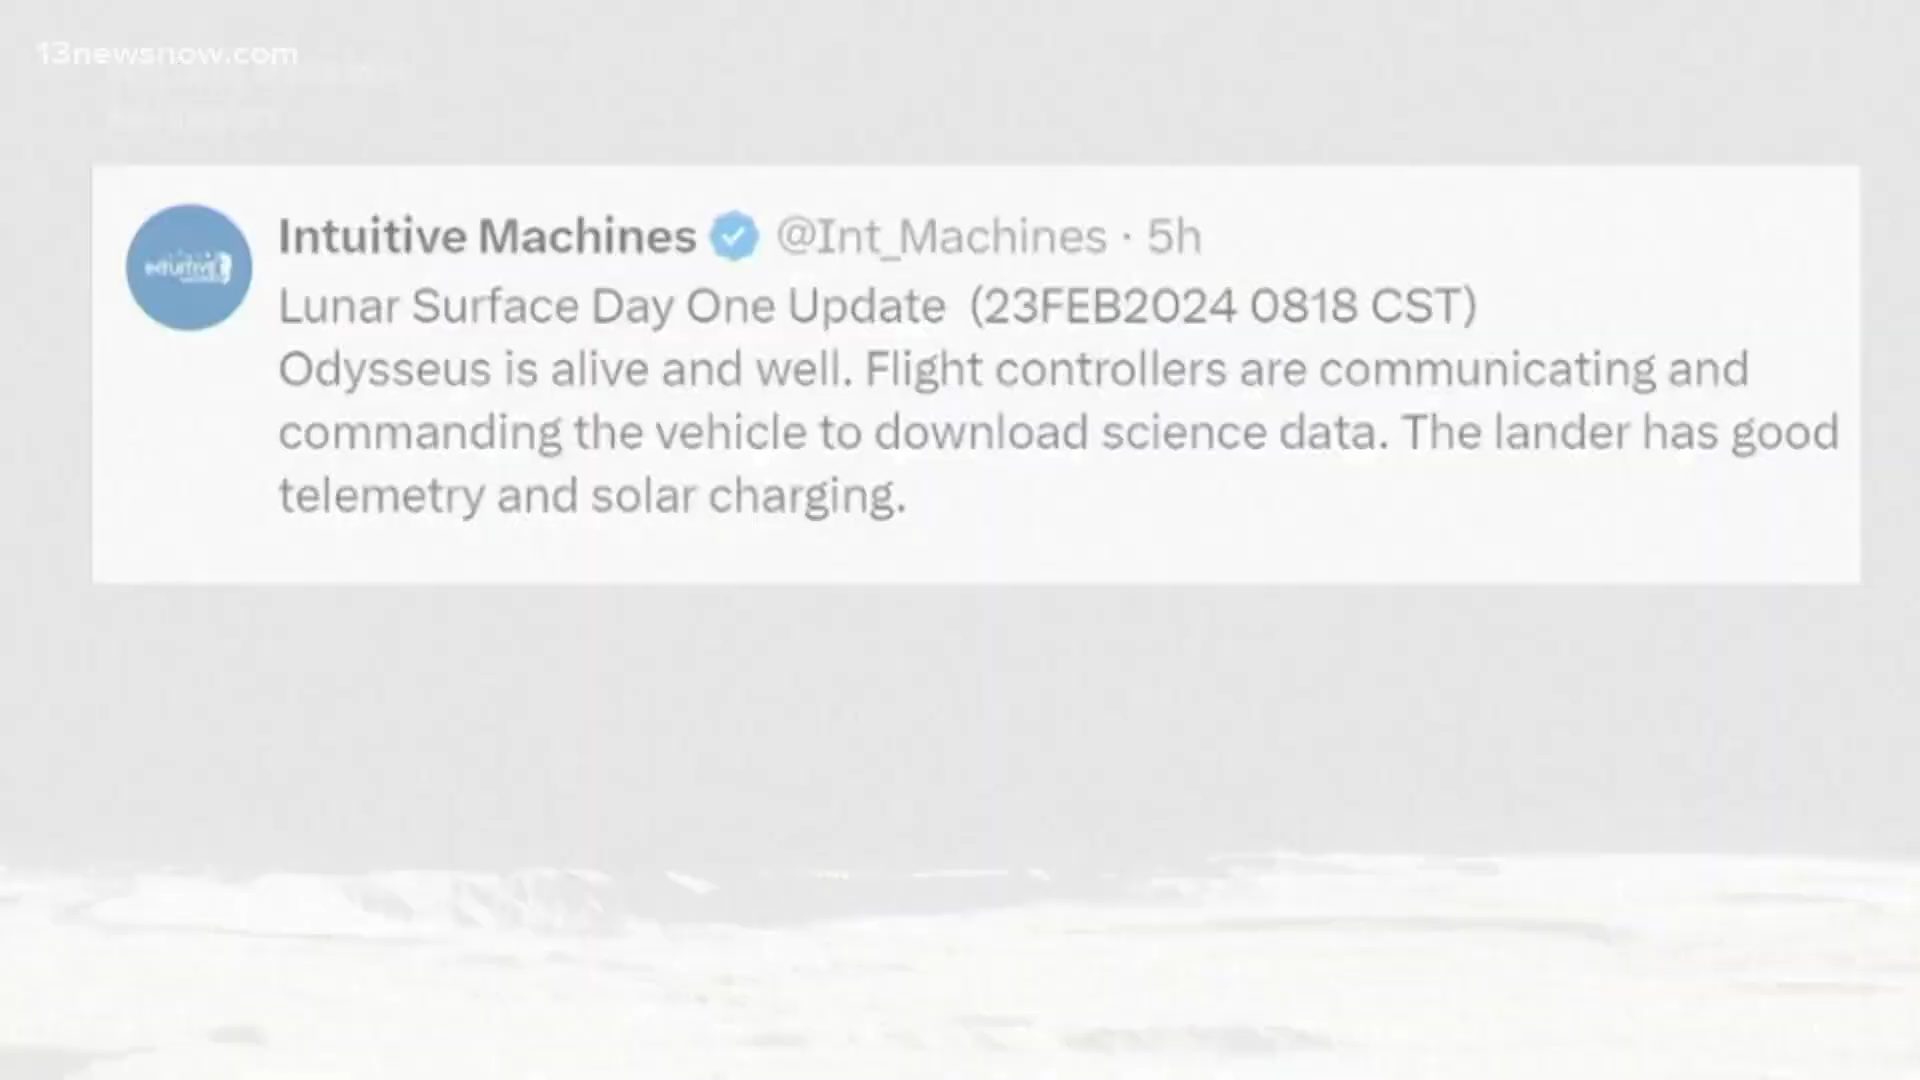 13newsnow.com
Intuitive Machines @Int_Machines · 5h
Lunar Surface Day One Update (23FEB2024 0818 CST)
Odysseus is alive and well. Flight controllers are communicating and
commanding the vehicle to download science data. The lander has good
telemetry and solar charging.